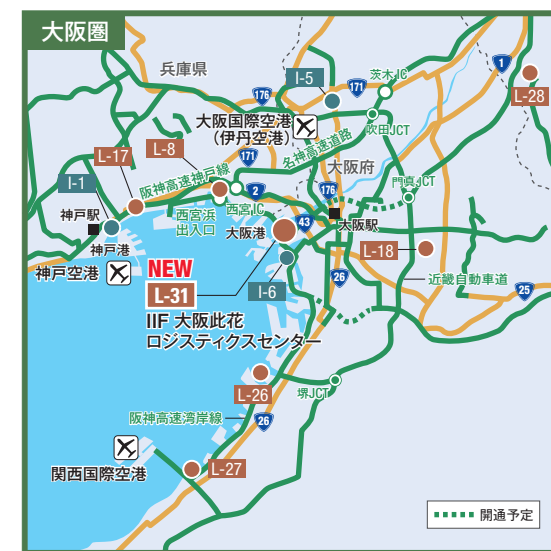 大阪圏
兵庫県
I-5
171
茨木IC
1
L-28
176
大阪国際空港
（伊丹空港）
吹田JCT
名神高速道路
L-17
L-8
171
大阪府
I-1
阪神高速神戸線
2
176
門真JCT
神戸駅
西宮浜
出入口
西宮IC
43
大阪駅
大阪港
神戸港
L-18
神戸空港
NEW
L-31
I-6
26
近畿自動車道
25
IIF 大阪此花
ロジスティクスセンター
L-26
堺JCT
阪神高速湾岸線
26
関西国際空港
L-27
開通予定